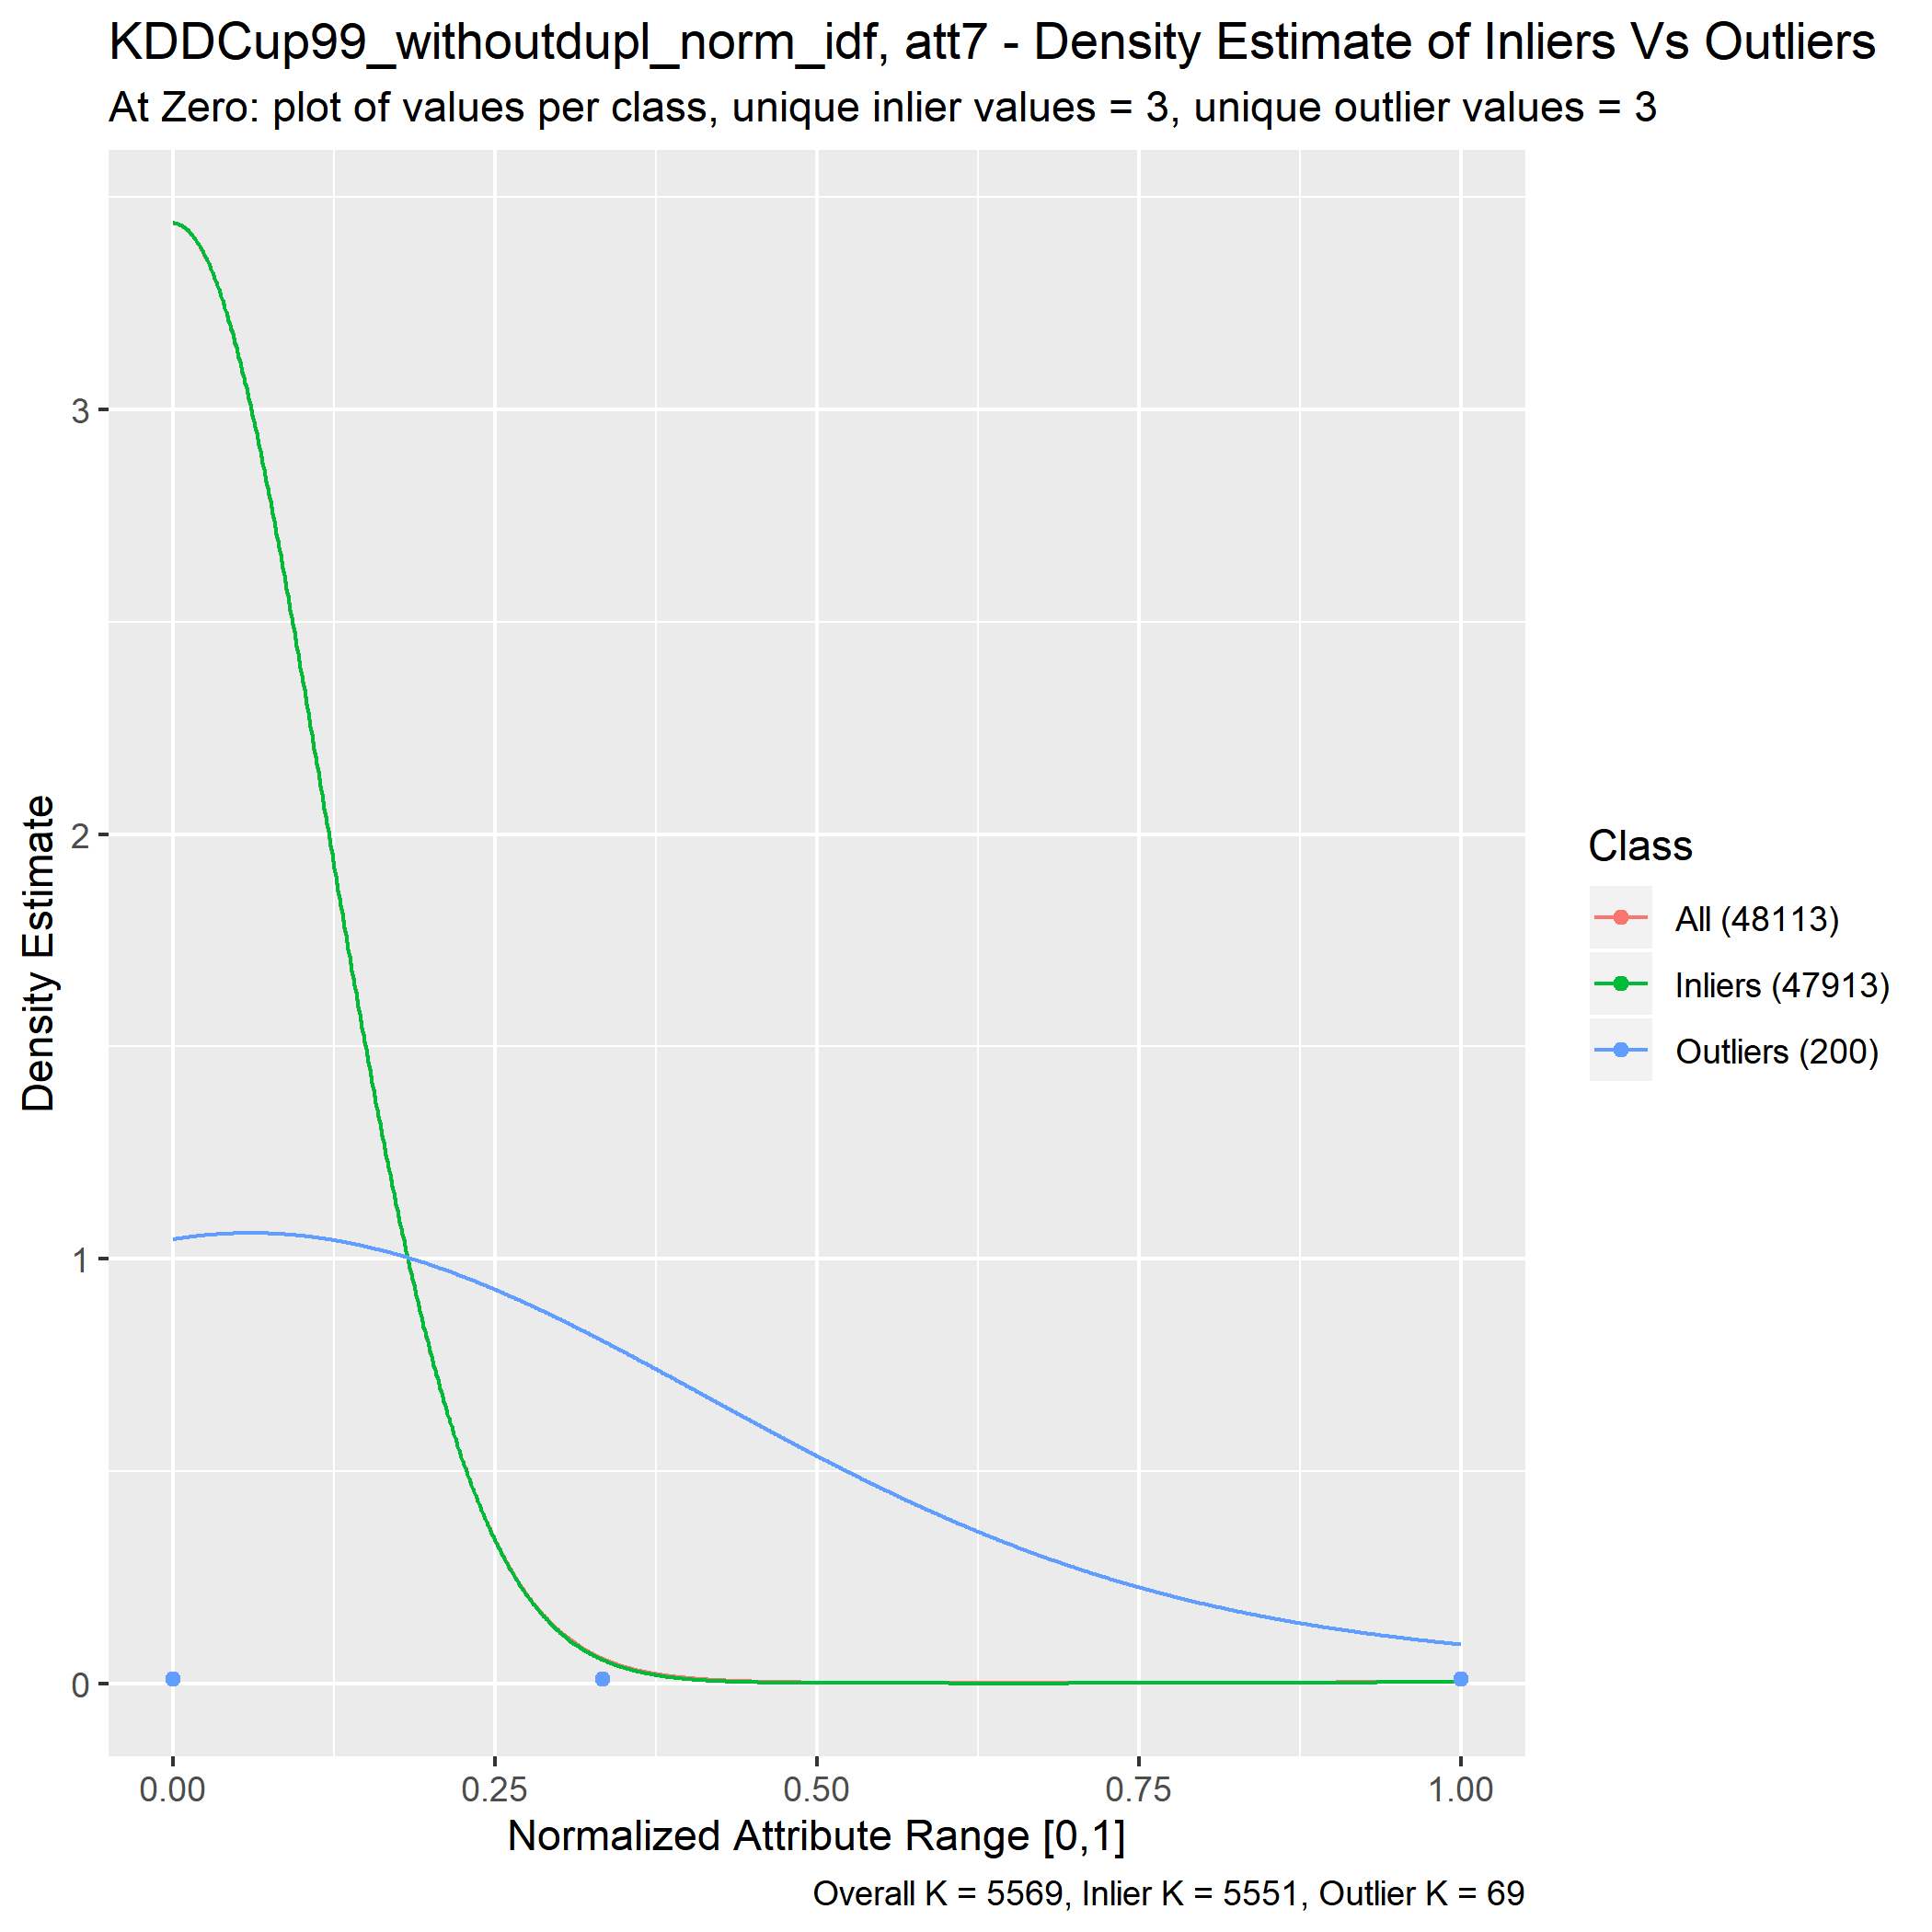 KDDCup99_withoutdupl_norm_idf, att7 - Density Estimate of Inliers Vs Outliers
At Zero: plot of values per class, unique inlier values = 3, unique outlier values = 3
Density Estimate
3
2
1
0
0.00
0.25
0.50
0.75
1.00
Normalized Attribute Range [0,1]
Class
All (48113)
Inliers (47913)
Outliers (200)
Overall K = 5569, Inlier K = 5551, Outlier K = 69